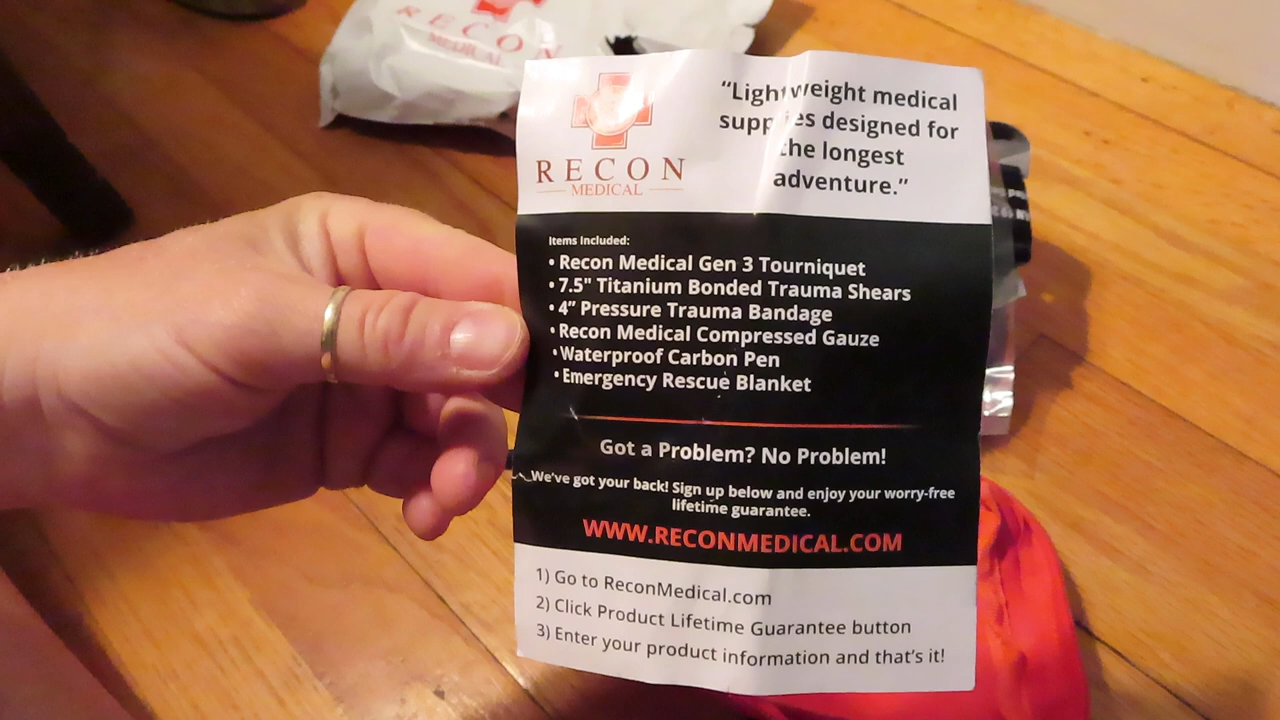 RECON
MEDICAL
RECON
MEDICAL
“Lightweight medical
supplies designed for
the longest
adventure.”
Items Included:
• Recon Medical Gen 3 Tourniquet
• 7.5" Titanium Bonded Trauma Shears
• 4” Pressure Trauma Bandage
• Recon Medical Compressed Gauze
• Waterproof Carbon Pen
• Emergency Rescue Blanket
Got a Problem? No Problem!
We've got your back! Sign up below and enjoy your worry-free
lifetime guarantee.
WWW.RECONMEDICAL.COM
1) Go to ReconMedical.com
2) Click Product Lifetime Guarantee button
3) Enter your product information and that’s it!